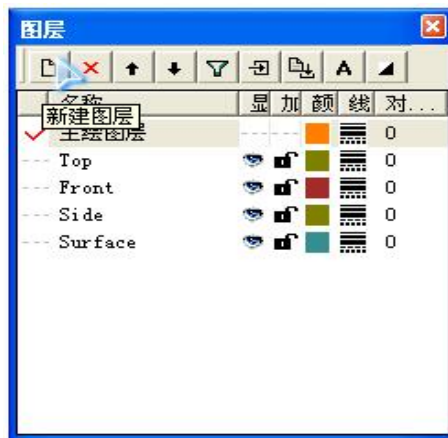 图层
A
名称 显 加 颜 线 对...
新建图层
主绘图层 0
Top 0
Front 0
Side 0
Surface 0